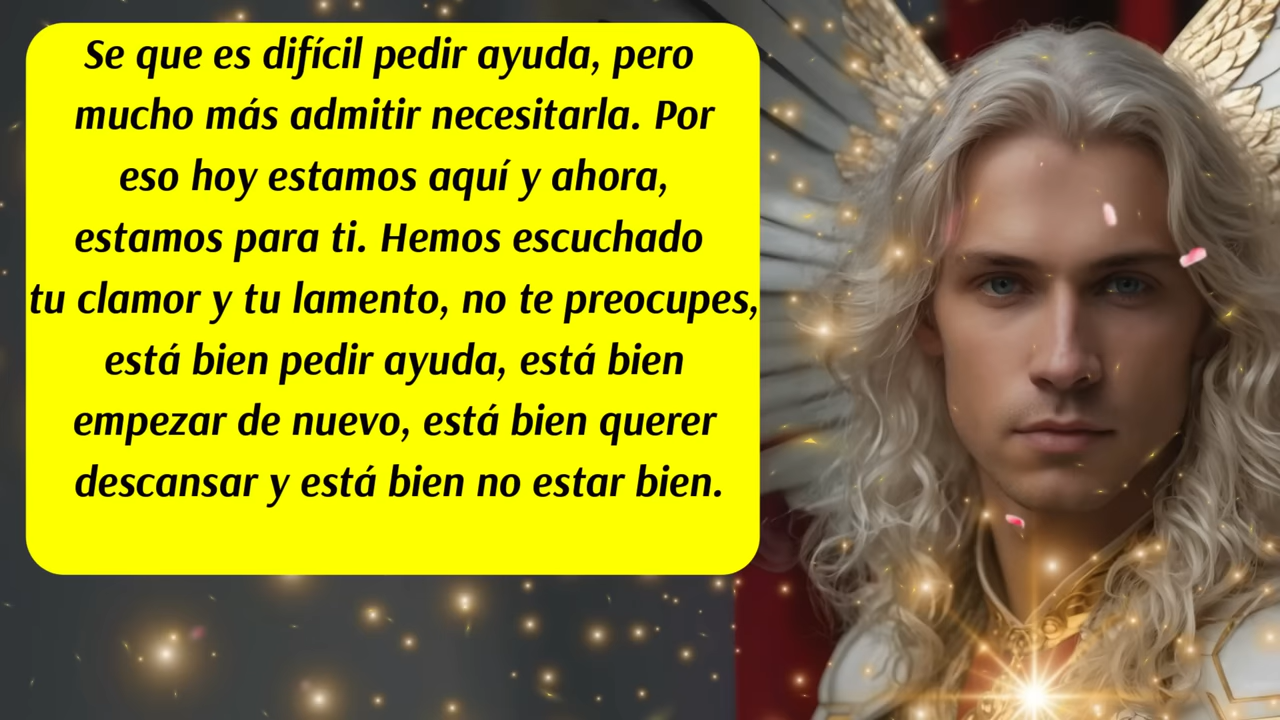 Se que es difícil pedir ayuda, pero
mucho más admitir necesitarla. Por
eso hoy estamos aquí y ahora,
estamos para ti. Hemos escuchado
tu clamor y tu lamento, no te preocupes,
está bien pedir ayuda, está bien
empezar de nuevo, está bien querer
descansar y está bien no estar bien.